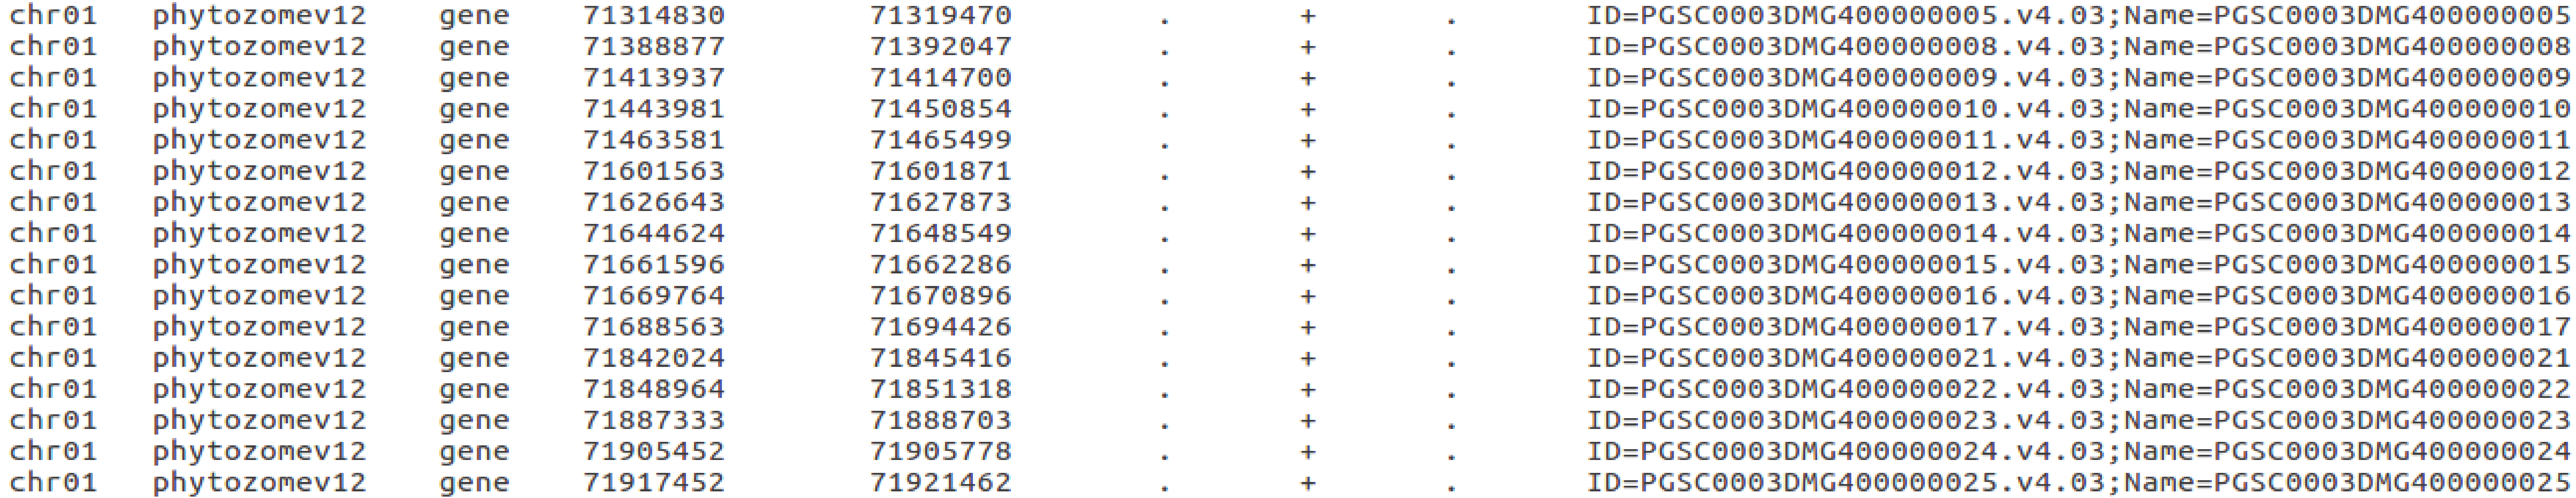 chr01 phytozomev12 gene 71314830 71319470 . + . ID=PGSC0003DMG400000005.v4.03;Name=PGSC0003DMG400000005
chr01 phytozomev12 gene 71388877 71392047 . + . ID=PGSC0003DMG400000008.v4.03;Name=PGSC0003DMG400000008
chr01 phytozomev12 gene 71413937 71414700 . + . ID=PGSC0003DMG400000009.v4.03;Name=PGSC0003DMG400000009
chr01 phytozomev12 gene 71443981 71450854 . + . ID=PGSC0003DMG400000010.v4.03;Name=PGSC0003DMG400000010
chr01 phytozomev12 gene 71463581 71465499 . + . ID=PGSC0003DMG400000011.v4.03;Name=PGSC0003DMG400000011
chr01 phytozomev12 gene 71601563 71601871 . + . ID=PGSC0003DMG400000012.v4.03;Name=PGSC0003DMG400000012
chr01 phytozomev12 gene 71626643 71627873 . + . ID=PGSC0003DMG400000013.v4.03;Name=PGSC0003DMG400000013
chr01 phytozomev12 gene 71644624 71648549 . + . ID=PGSC0003DMG400000014.v4.03;Name=PGSC0003DMG400000014
chr01 phytozomev12 gene 71661596 71662286 . + . ID=PGSC0003DMG400000015.v4.03;Name=PGSC0003DMG400000015
chr01 phytozomev12 gene 71669764 71670896 . + . ID=PGSC0003DMG400000016.v4.03;Name=PGSC0003DMG400000016
chr01 phytozomev12 gene 71688563 71694426 . + . ID=PGSC0003DMG400000017.v4.03;Name=PGSC0003DMG400000017
chr01 phytozomev12 gene 71842024 71845416 . + . ID=PGSC0003DMG400000021.v4.03;Name=PGSC0003DMG400000021
chr01 phytozomev12 gene 71848964 71851318 . + . ID=PGSC0003DMG400000022.v4.03;Name=PGSC0003DMG400000022
chr01 phytozomev12 gene 71887333 71888703 . + . ID=PGSC0003DMG400000023.v4.03;Name=PGSC0003DMG400000023
chr01 phytozomev12 gene 71905452 71905778 . + . ID=PGSC0003DMG400000024.v4.03;Name=PGSC0003DMG400000024
chr01 phytozomev12 gene 71917452 71921462 . + . ID=PGSC0003DMG400000025.v4.03;Name=PGSC0003DMG400000025